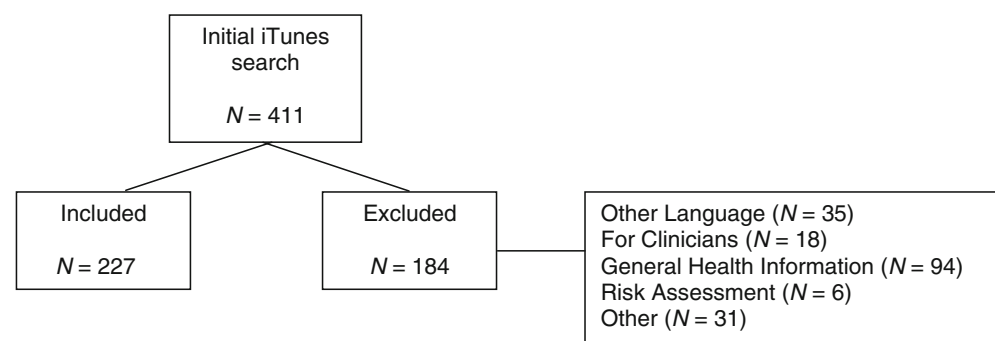 Initial iTunes
search
N = 411
Included
N = 227
Excluded
N = 184
Other Language (N = 35)
For Clinicians (N = 18)
General Health Information (N = 94)
Risk Assessment (N = 6)
Other (N = 31)